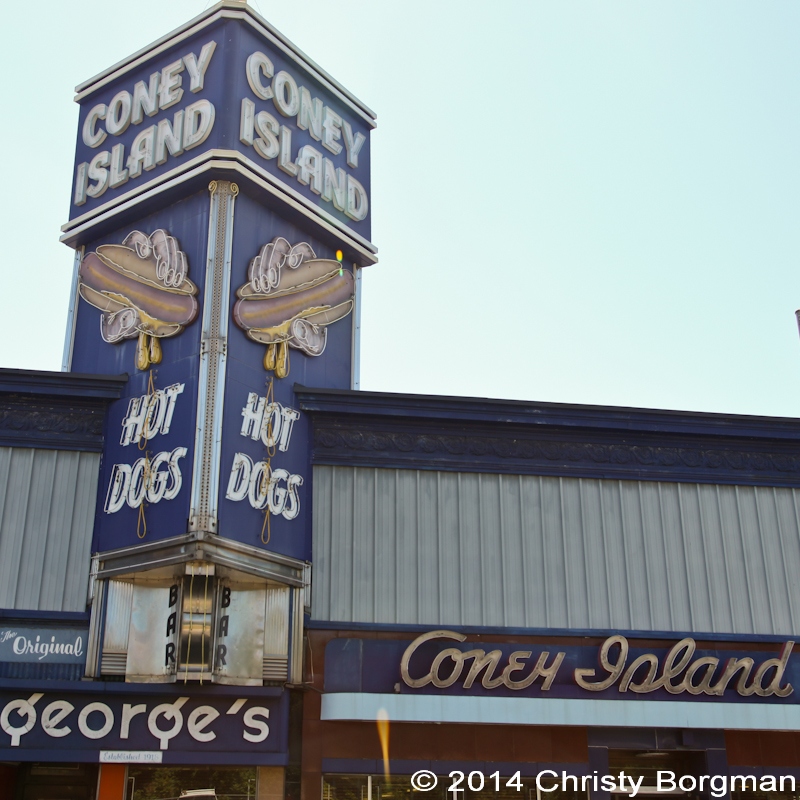 CONEY
ISLAND
CONEY
ISLAND
HOT
DOGS
HOT
DOGS
BAR
BAR
The Original
george's
Coney Island
© 2014 Christy Borgman